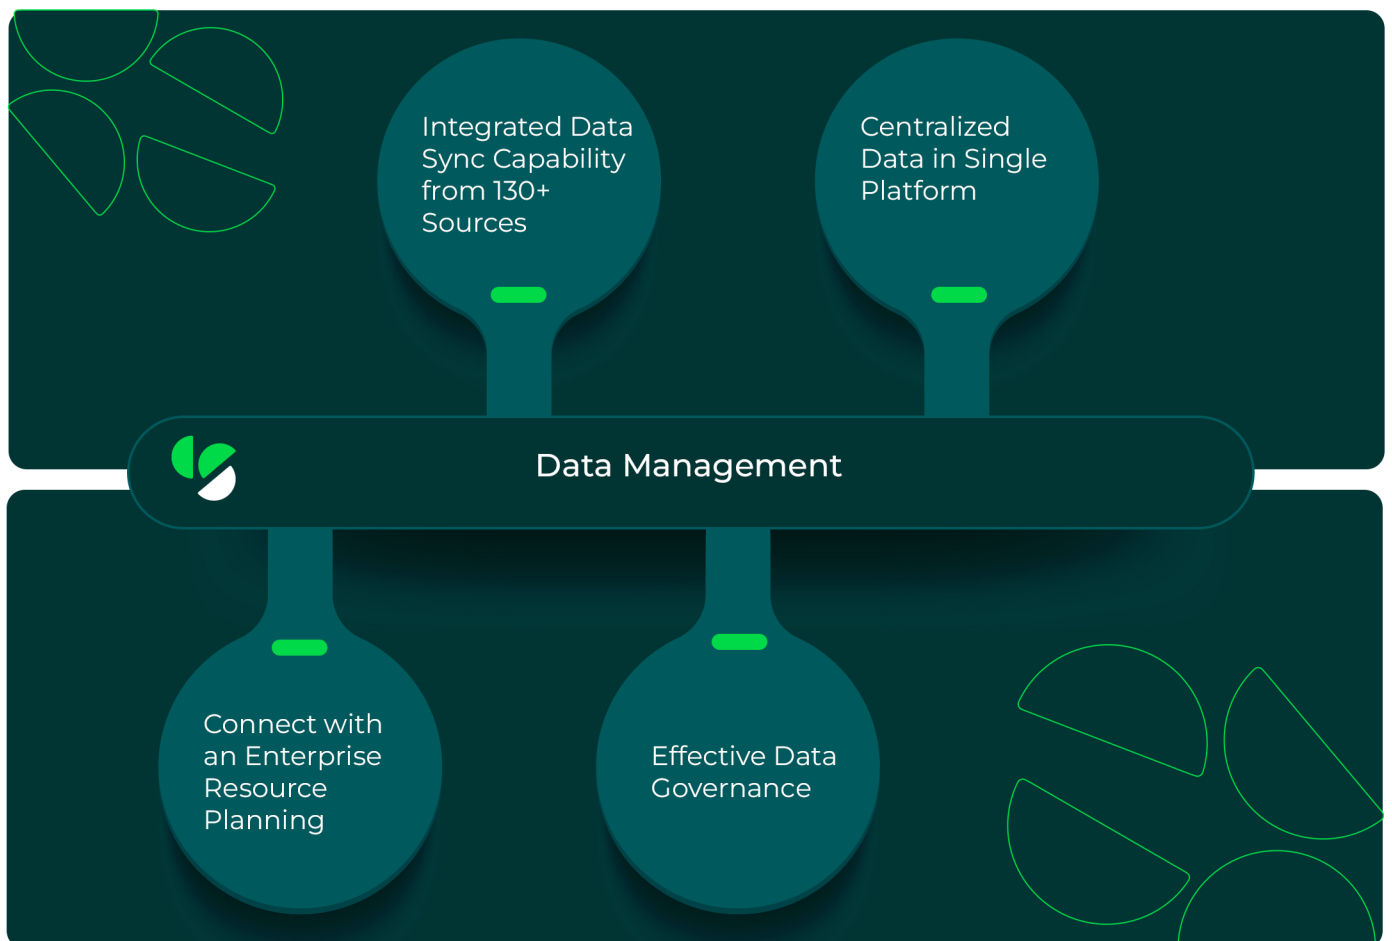 Integrated Data
Sync Capability
from 130+
Sources
Centralized
Data in Single
Platform
Data Management
Connect with
an Enterprise
Resource
Planning
Effective Data
Governance